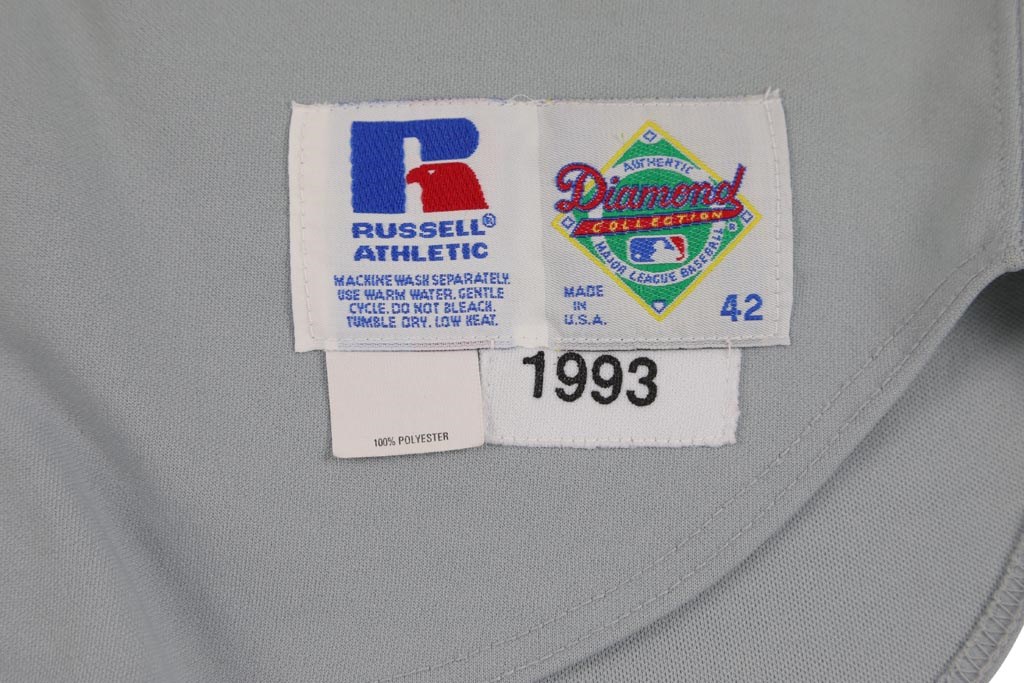 R
RUSSELL®
ATHLETIC
MACHINE WASH SEPARATELY.
USE WARM WATER. GENTLE
CYCLE. DO NOT BLEACH.
TUMBLE DRY. LOW HEAT.
AUTHENTIC
Diamond
COLLECTION
MAJOR LEAGUE BASEBALL ®
MADE
IN
U.S.A.
42
100% POLYESTER
1993